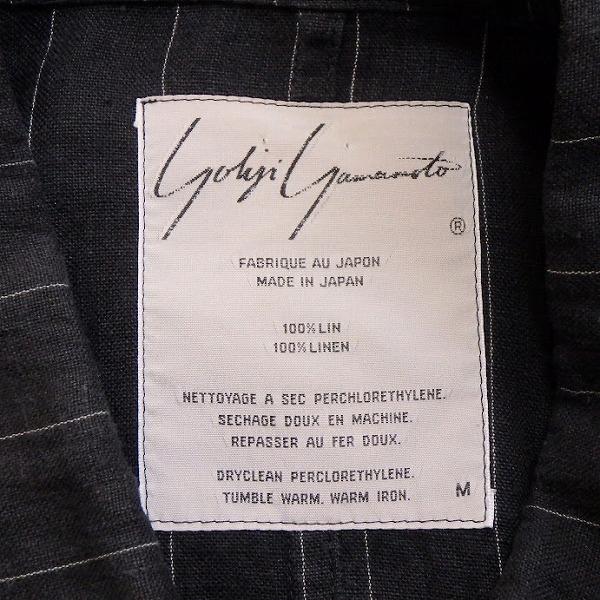 Yohji Yamamoto
®
FABRIQUE AU JAPON
MADE IN JAPAN
100%LIN
100%LINEN
NETTOYAGE A SEC PERCHLORETHYLENE.
SECHAGE DOUX EN MACHINE.
REPASSER AU FER DOUX.
DRYCLEAN PERCLORETHYLENE.
TUMBLE WARM. WARM IRON.
M